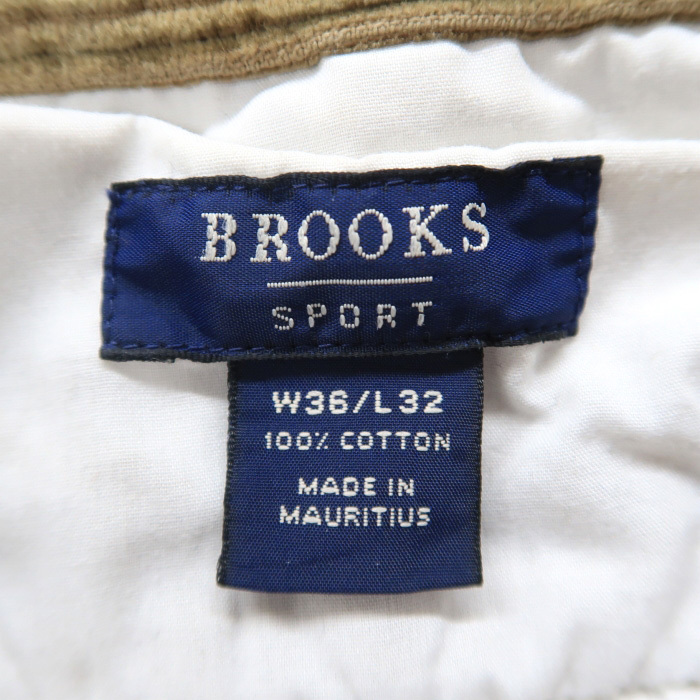 BROOKS
SPORT
W36/L32
100% COTTON
MADE IN
MAURITIUS